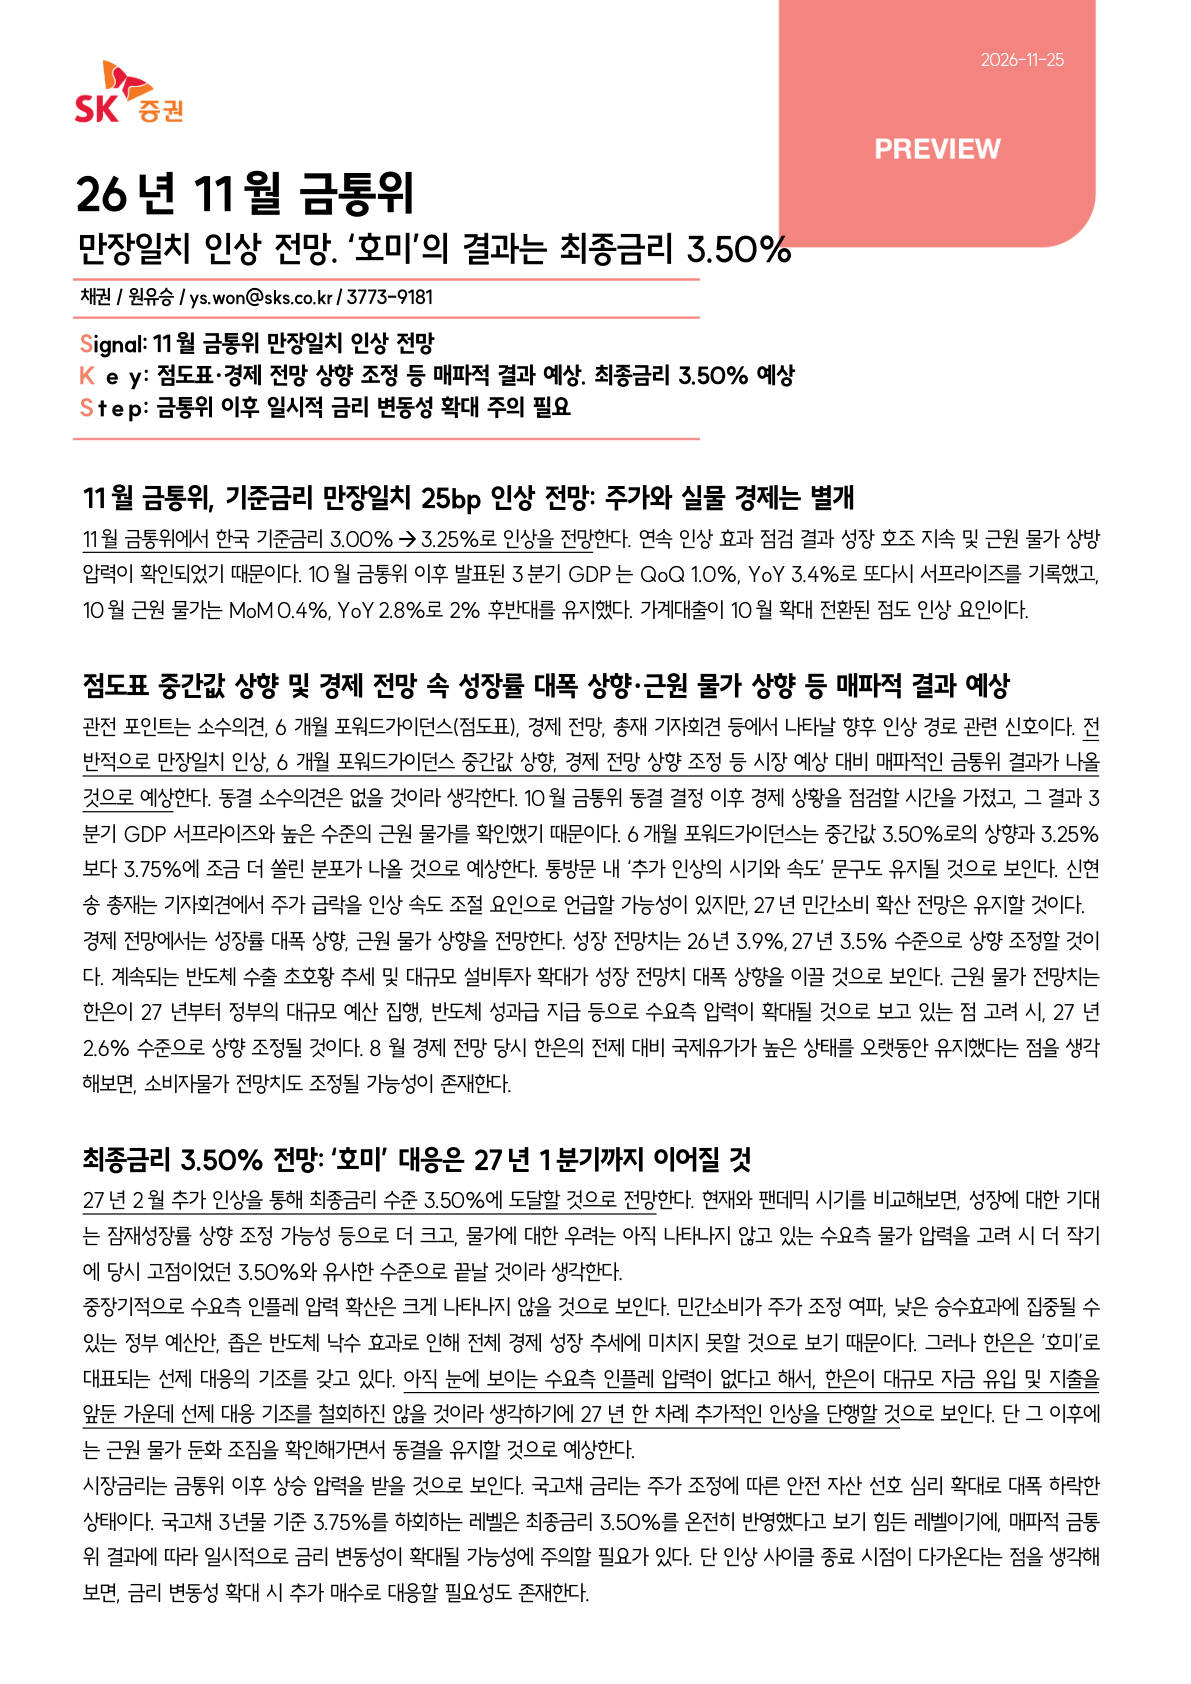 2026-11-25
SK 증권
PREVIEW
26년 11월 금통위
만장일치 인상 전망. ‘호미’의 결과는 최종금리 3.50%
채권 / 원유승 / ys.won@sks.co.kr / 3773-9181
Signal: 11월 금통위 만장일치 인상 전망
K e y: 점도표·경제 전망 상향 조정 등 매파적 결과 예상. 최종금리 3.50% 예상
Step: 금통위 이후 일시적 금리 변동성 확대 주의 필요
11월 금통위, 기준금리 만장일치 25bp 인상 전망: 주가와 실물 경제는 별개
11월 금통위에서 한국 기준금리 3.00% → 3.25%로 인상을 전망한다. 연속 인상 효과 점검 결과 성장 호조 지속 및 근원 물가 상방
압력이 확인되었기 때문이다. 10월 금통위 이후 발표된 3분기 GDP는 QoQ 1.0%, YoY 3.4%로 또다시 서프라이즈를 기록했고,
10월 근원 물가는 MoM 0.4%, YoY 2.8%로 2% 후반대를 유지했다. 가계대출이 10월 확대 전환된 점도 인상 요인이다.
점도표 중간값 상향 및 경제 전망 속 성장률 대폭 상향·근원 물가 상향 등 매파적 결과 예상
관전 포인트는 소수의견, 6개월 포워드가이던스(점도표), 경제 전망, 총재 기자회견 등에서 나타날 향후 인상 경로 관련 신호이다. 전
반적으로 만장일치 인상, 6개월 포워드가이던스 중간값 상향, 경제 전망 상향 조정 등 시장 예상 대비 매파적인 금통위 결과가 나올
것으로 예상한다. 동결 소수의견은 없을 것이라 생각한다. 10월 금통위 동결 결정 이후 경제 상황을 점검할 시간을 가졌고, 그 결과 3
분기 GDP 서프라이즈와 높은 수준의 근원 물가를 확인했기 때문이다. 6개월 포워드가이던스는 중간값 3.50%로의 상향과 3.25%
보다 3.75%에 조금 더 쏠린 분포가 나올 것으로 예상한다. 통방문 내 ‘추가 인상의 시기와 속도’ 문구도 유지될 것으로 보인다. 신현
송 총재는 기자회견에서 주가 급락을 인상 속도 조절 요인으로 언급할 가능성이 있지만, 27년 민간소비 확산 전망은 유지할 것이다.
경제 전망에서는 성장률 대폭 상향, 근원 물가 상향을 전망한다. 성장 전망치는 26년 3.9%, 27년 3.5% 수준으로 상향 조정할 것이
다. 계속되는 반도체 수출 초호황 추세 및 대규모 설비투자 확대가 성장 전망치 대폭 상향을 이끌 것으로 보인다. 근원 물가 전망치는
한은이 27년부터 정부의 대규모 예산 집행, 반도체 성과급 지급 등으로 수요측 압력이 확대될 것으로 보고 있는 점 고려 시, 27년
2.6% 수준으로 상향 조정될 것이다. 8월 경제 전망 당시 한은의 전제 대비 국제유가가 높은 상태를 오랫동안 유지했다는 점을 생각
해보면, 소비자물가 전망치도 조정될 가능성이 존재한다.
최종금리 3.50% 전망: ‘호미’ 대응은 27년 1분기까지 이어질 것
27년 2월 추가 인상을 통해 최종금리 수준 3.50%에 도달할 것으로 전망한다. 현재와 팬데믹 시기를 비교해보면, 성장에 대한 기대
는 잠재성장률 상향 조정 가능성 등으로 더 크고, 물가에 대한 우려는 아직 나타나지 않고 있는 수요측 물가 압력을 고려 시 더 작기
에 당시 고점이었던 3.50%와 유사한 수준으로 끝날 것이라 생각한다.
중장기적으로 수요측 인플레 압력 확산은 크게 나타나지 않을 것으로 보인다. 민간소비가 주가 조정 여파, 낮은 승수효과에 집중될 수
있는 정부 예산안, 좁은 반도체 낙수 효과로 인해 전체 경제 성장 추세에 미치지 못할 것으로 보기 때문이다. 그러나 한은은 ‘호미’로
대표되는 선제 대응의 기조를 갖고 있다. 아직 눈에 보이는 수요측 인플레 압력이 없다고 해서, 한은이 대규모 자금 유입 및 지출을
앞둔 가운데 선제 대응 기조를 철회하진 않을 것이라 생각하기에 27년 한 차례 추가적인 인상을 단행할 것으로 보인다. 단 그 이후에
는 근원 물가 둔화 조짐을 확인해가면서 동결을 유지할 것으로 예상한다.
시장금리는 금통위 이후 상승 압력을 받을 것으로 보인다. 국고채 금리는 주가 조정에 따른 안전 자산 선호 심리 확대로 대폭 하락한
상태이다. 국고채 3년물 기준 3.75%를 하회하는 레벨은 최종금리 3.50%를 온전히 반영했다고 보기 힘든 레벨이기에, 매파적 금통
위 결과에 따라 일시적으로 금리 변동성이 확대될 가능성에 주의할 필요가 있다. 단 인상 사이클 종료 시점이 다가온다는 점을 생각해
보면, 금리 변동성 확대 시 추가 매수로 대응할 필요성도 존재한다.